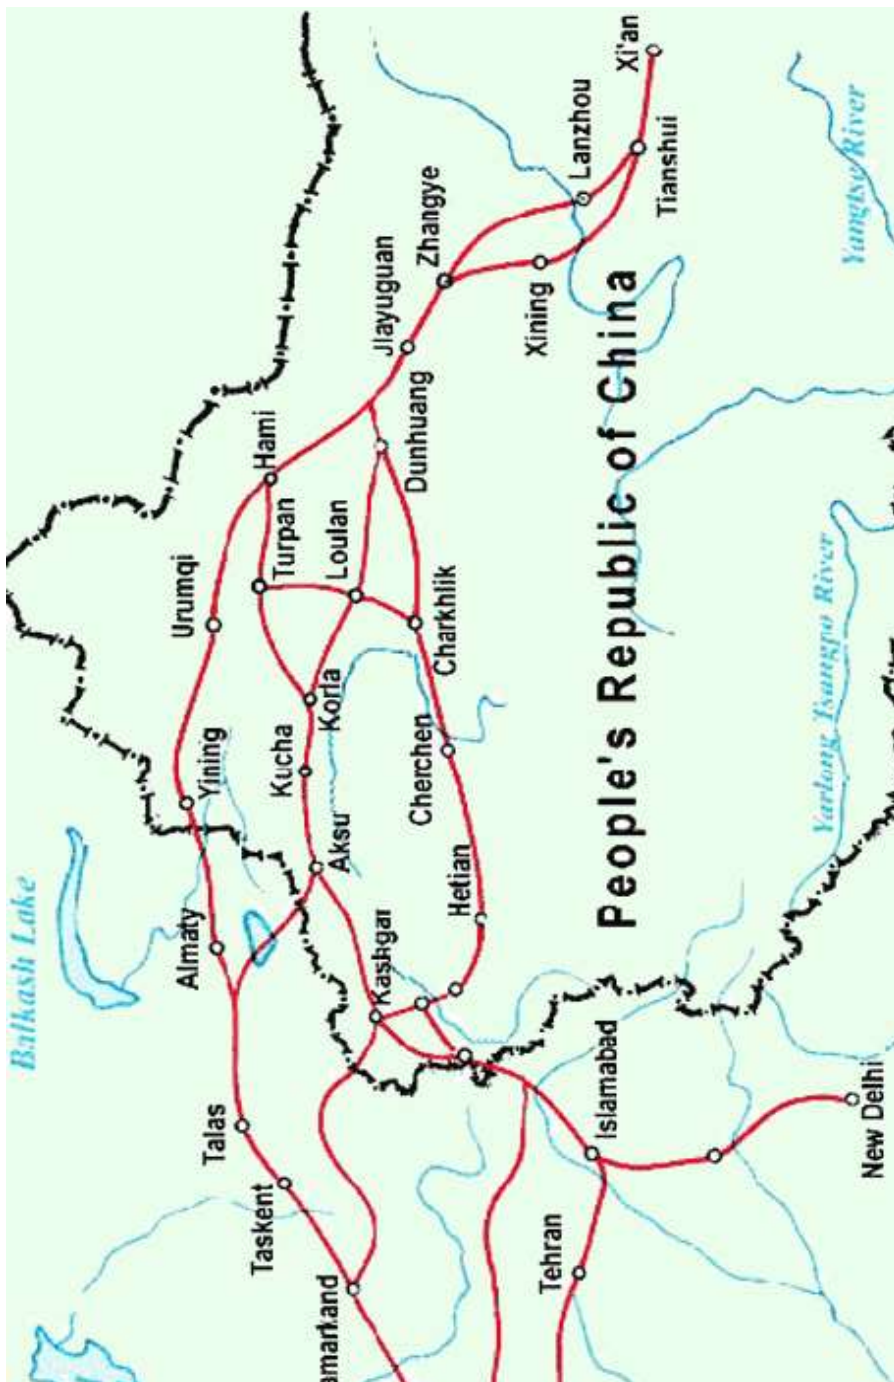 Balkash Lake
Almaty
Urumqi
Talas
Yining
Taskent
Hami
Kucha
Turpan
amarkand
Aksu
Korla
Loulan
Kashgar
Jiayuguan
Cherchen
Dunhuang
Charkhlik
Zhangye
Hetian
Xining
Tehran
Lanzhou
Islamabad
People's Republic of China
Xi'an
Tianshui
Yarlong Tsangpo River
Yangtse River
New Delhi